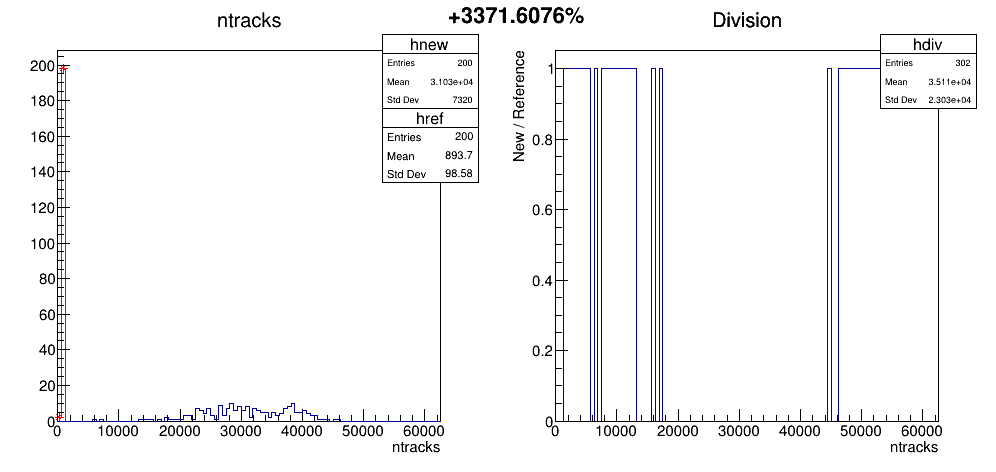 +3371.6076%
ntracks
hnew
Entries 200
Mean 3.103e+04
Std Dev 7320
href
Entries 200
Mean 893.7
Std Dev 98.58
200
180
160
140
120
100
80
60
40
20
0
0 10000 20000 30000 40000 50000 60000
ntracks
Division
hdiv
Entries 302
Mean 3.511e+04
Std Dev 2.303e+04
New / Reference
1
0.8
0.6
0.4
0.2
0
0 10000 20000 30000 40000 50000 60000
ntracks